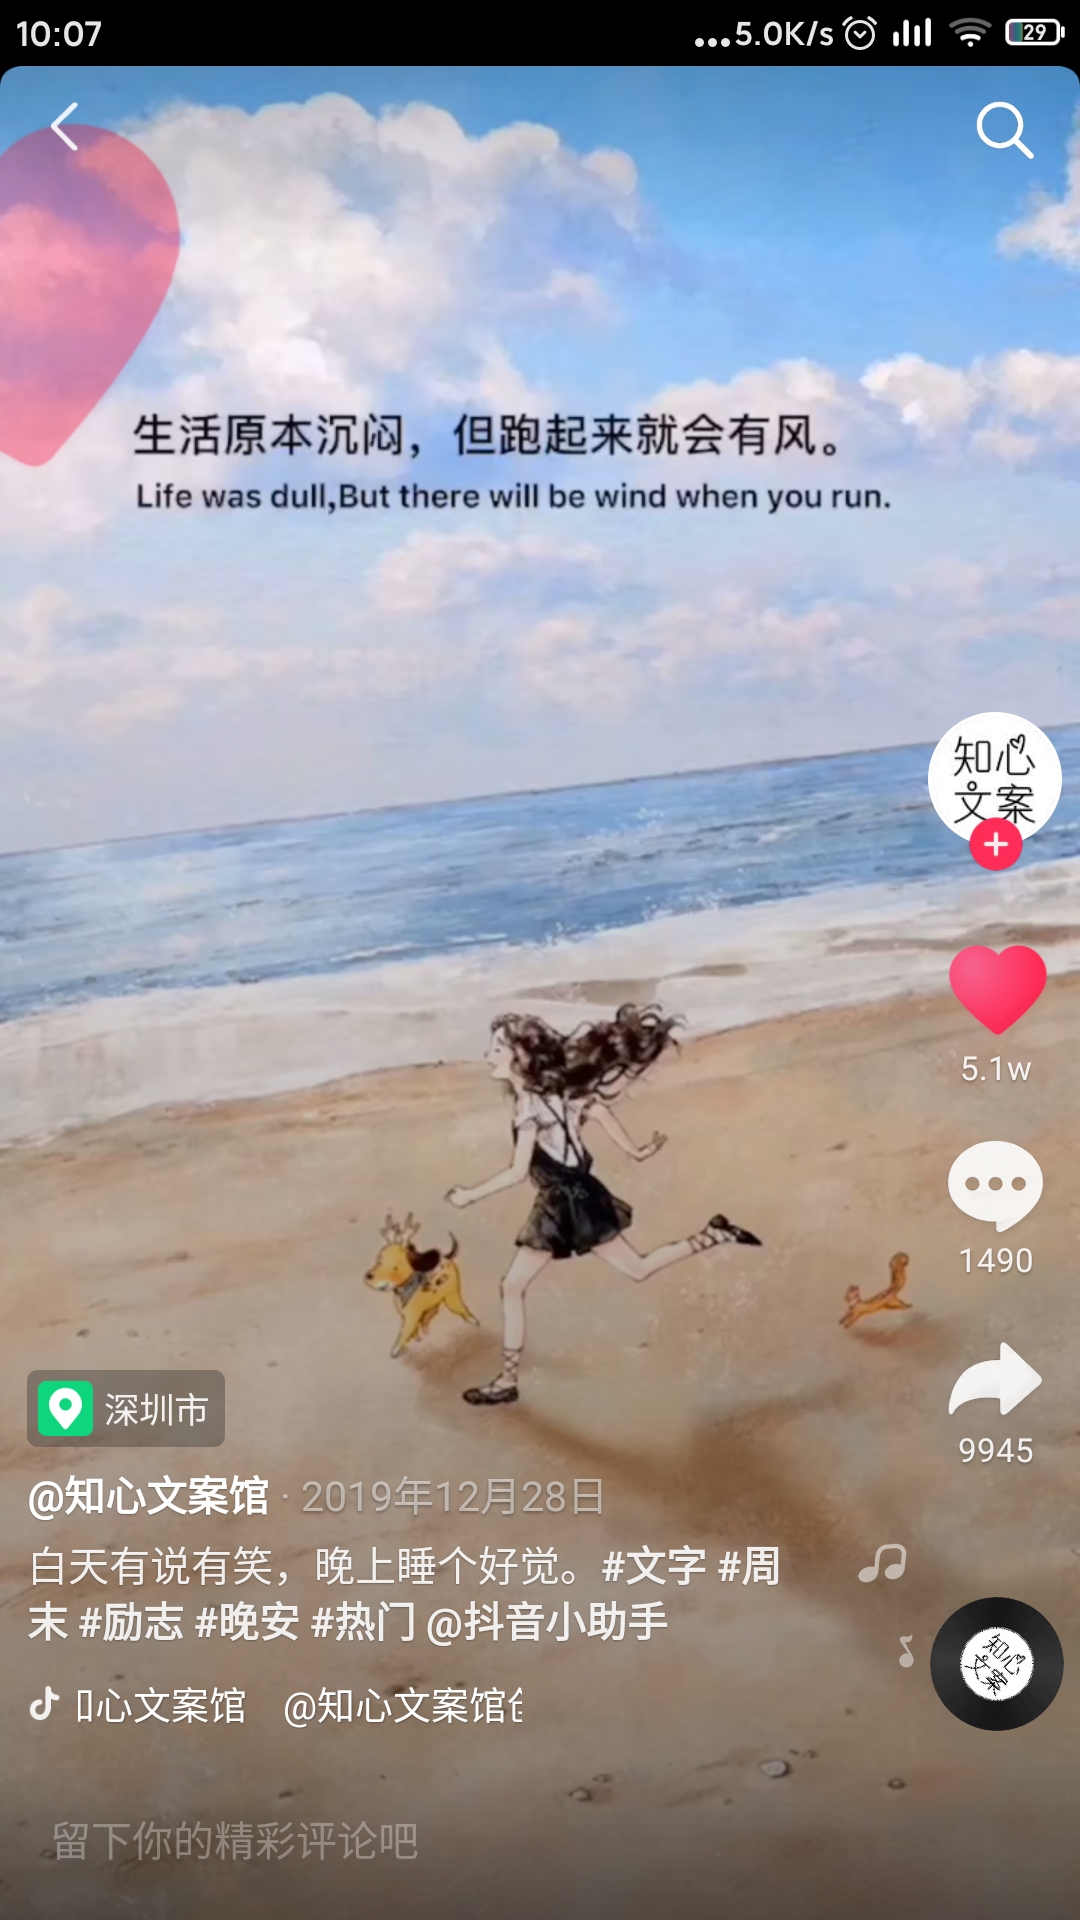 10:07
...5.0K/s
29
生活原本沉闷，但跑起来就会有风。
Life was dull,But there will be wind when you run.
知心
文案
5.1w
1490
9945
深圳市
@知心文案馆 · 2019年12月28日
白天有说有笑，晚上睡个好觉。#文字 #周
末 #励志 #晚安 #热门 @抖音小助手
知心
文案
心文案馆 @知心文案馆
留下你的精彩评论吧